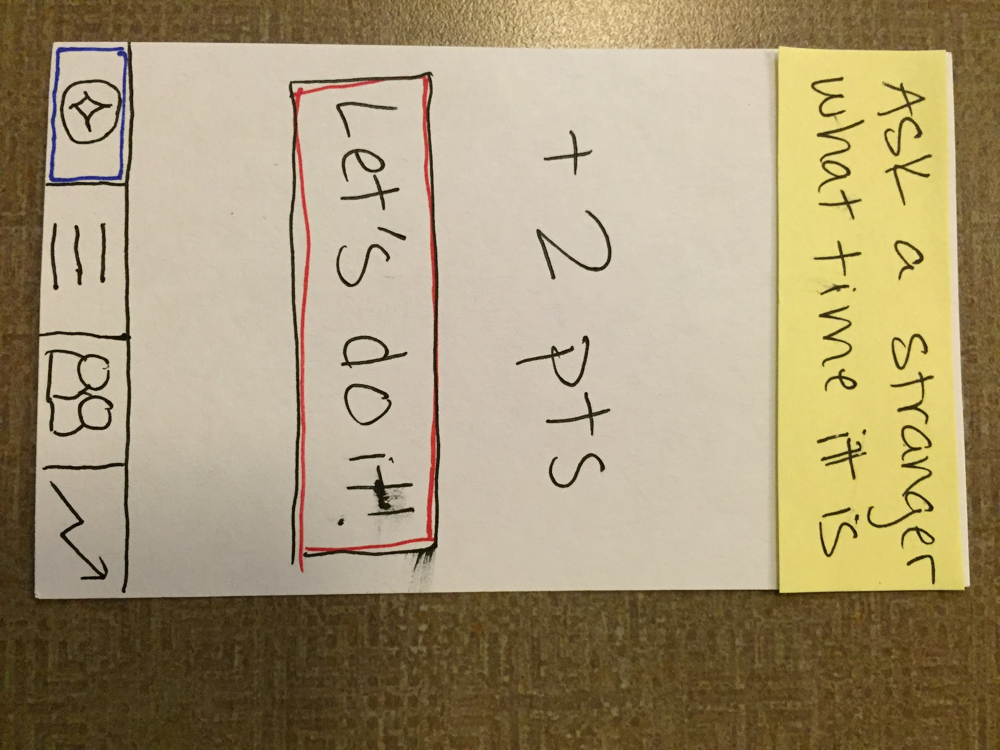 Ask a stranger
what time it is
+ 2 pts
Let's do it!